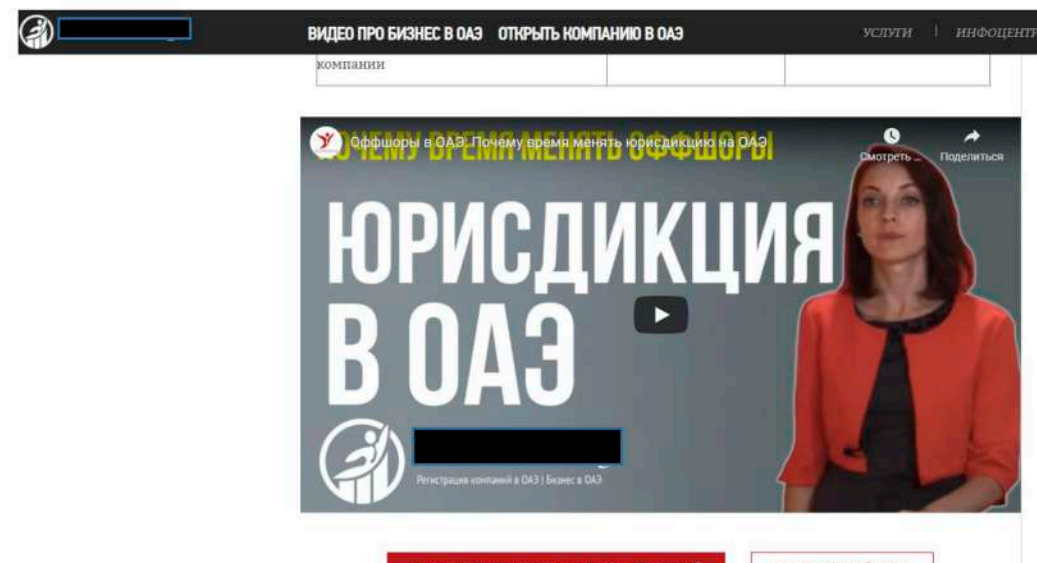 ВИДЕО ПРО БИЗНЕС В ОАЭ ОТКРЫТЬ КОМПАНИЮ В ОАЭ УСЛУГИ | ИНФОЦЕНТР
компании
ПОЧЕМУ ВРЕМЯ МЕНЯТЬ ОФФШОРЫ
Оффшоры в ОАЭ: Почему время менять юрисдикцию на ОАЭ
Смотреть ... Поделиться
ЮРИСДИКЦИЯ
В ОАЭ
Регистрация компаний в ОАЭ | Бизнес в ОАЭ